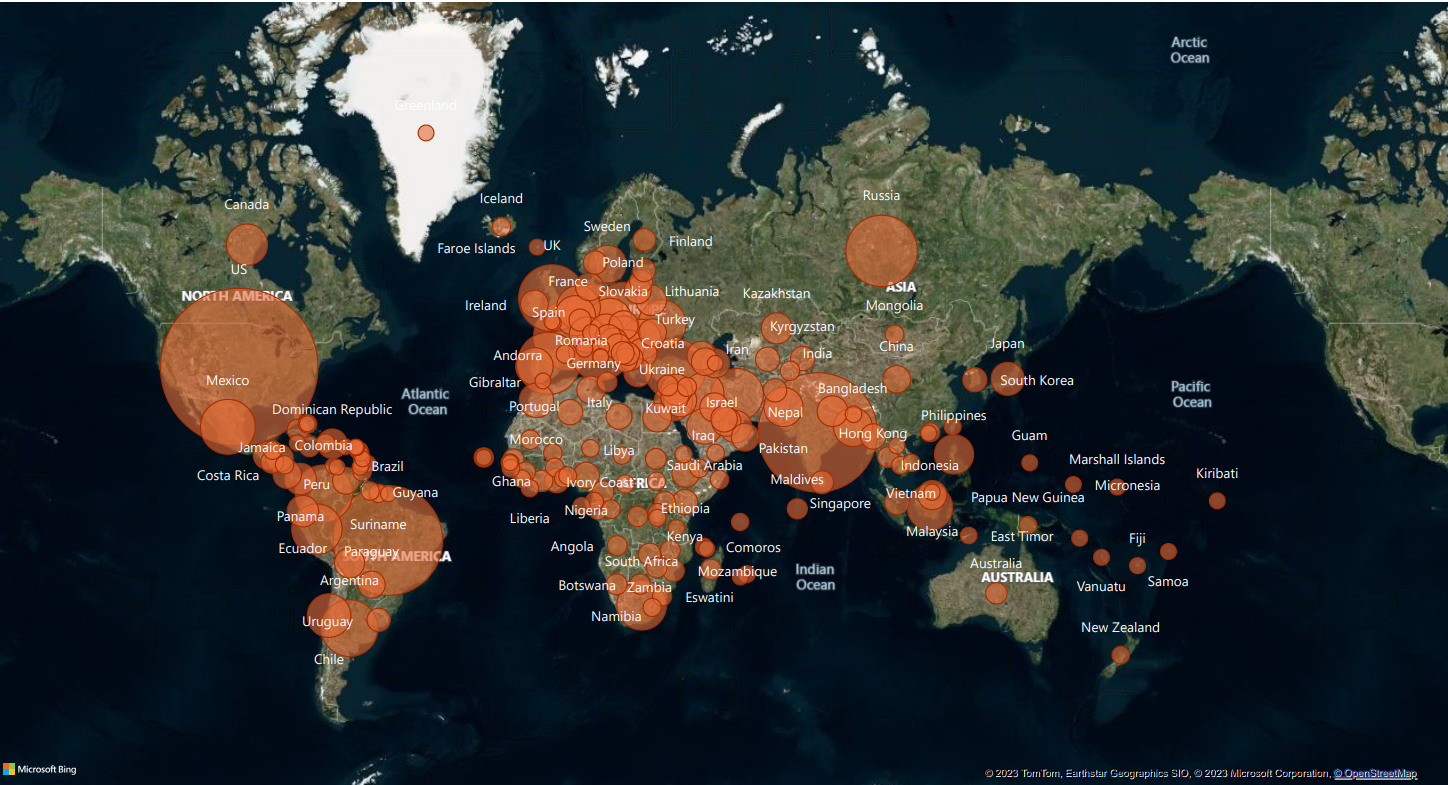 Arctic
Ocean
Greenland
Russia
Iceland
Canada
Sweden
Finland
Faroe Islands
UK
Poland
US
France
ASIA
Slovakia
Lithuania
Kazakhstan
NORTH AMERICA
Mongolia
Ireland
Spain
Turkey
Kyrgyzstan
Romania
Croatia
Iran
China
Japan
Andorra
India
Germany
Ukraine
Mexico
Gibraltar
South Korea
Bangladesh
Atlantic
Ocean
Pacific
Ocean
Dominican Republic
Portugal
Italy
Kuwait
Israel
Nepal
Philippines
Jamaica
Colombia
Morocco
Iraq
Hong Kong
Guam
Libya
Pakistan
Costa Rica
Brazil
Saudi Arabia
Indonesia
Marshall Islands
Peru
Ghana
Ivory Coast
AFRICA
Maldives
Micronesia
Kiribati
Guyana
Vietnam
Papua New Guinea
Panama
Suriname
Liberia
Nigeria
Ethiopia
Singapore
Malaysia
East Timor
Fiji
Ecuador
Paraguay
SOUTH AMERICA
Angola
Kenya
Comoros
Argentina
South Africa
Mozambique
Indian
Ocean
Australia
AUSTRALIA
Samoa
Botswana
Zambia
Eswatini
Vanuatu
Uruguay
Namibia
New Zealand
Chile
Microsoft Bing
© 2023 TomTom, Earthstar Geographics SIO, © 2023 Microsoft Corporation, © OpenStreetMap